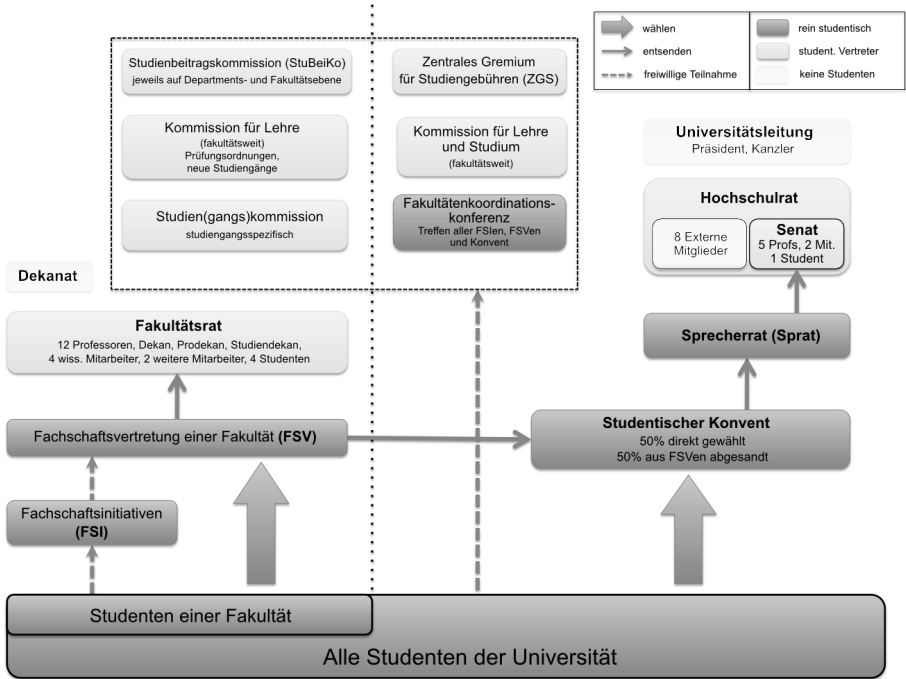 wählen
entsenden
freiwillige Teilnahme
rein studentisch
student. Vertreter
keine Studenten
Studienbeitragskommission (StuBeiKo)
jeweils auf Departments- und Fakultätsebene
Kommission für Lehre
(fakultätsweit)
Prüfungsordnungen,
neue Studiengänge
Studien(gangs)kommission
studiengangsspezifisch
Zentrales Gremium
für Studiengebühren (ZGS)
Kommission für Lehre
und Studium
(fakultätsweit)
Fakultätenkoordinations-
konferenz
Treffen aller FSIen, FSVen
und Konvent
Universitätsleitung
Präsident, Kanzler
Hochschulrat
8 Externe
Mitglieder
Senat
5 Profs, 2 Mit.
1 Student
Dekanat
Fakultätsrat
12 Professoren, Dekan, Prodekan, Studiendekan,
4 wiss. Mitarbeiter, 2 weitere Mitarbeiter, 4 Studenten
Sprecherrat (Sprat)
Fachschaftsvertretung einer Fakultät (FSV)
Studentischer Konvent
50% direkt gewählt
50% aus FSVen abgesandt
Fachschaftsinitiativen
(FSI)
Studenten einer Fakultät
Alle Studenten der Universität